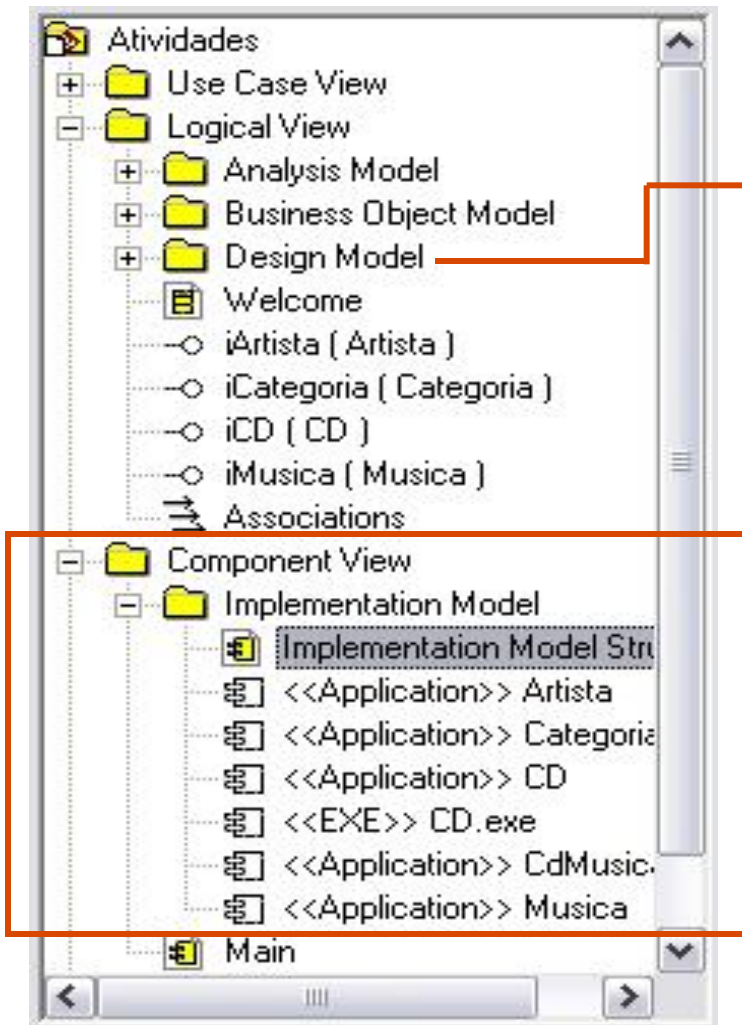 Atividades
Use Case View
Logical View
Analysis Model
Business Object Model
Design Model
Welcome
iArtista ( Artista )
iCategoria ( Categoria )
iCD ( CD )
iMusica ( Musica )
Associations
Component View
Implementation Model
Implementation Model Stru
<<Application>> Artista
<<Application>> Categoria
<<Application>> CD
<<EXE>> CD.exe
<<Application>> CdMusic
<<Application>> Musica
Main